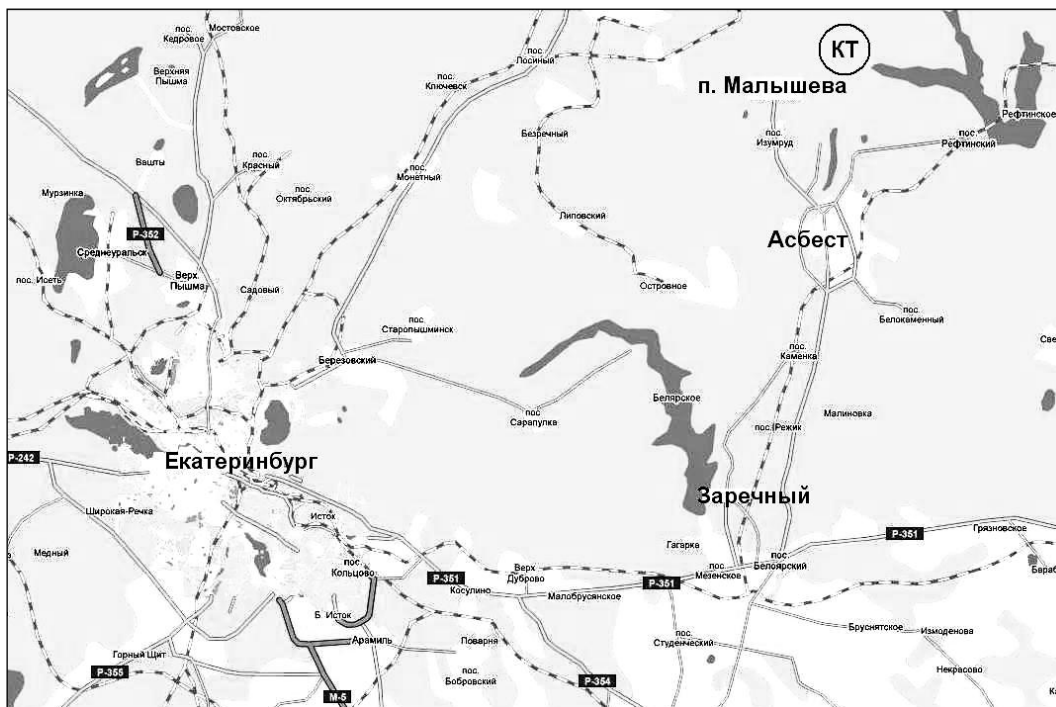 пос.
Кедровое
Мостовское
пос.
Лосиный
КТ
Верхняя
Пышма
пос.
Ключевск
п. Малышева
Рефтинское
Безречный
пос.
Изумруд
пос.
Рефтинский
Вашты
пос.
Красный
пос.
Монетный
Мурзинка
пос.
Октябрьский
Липовский
Р-352
Асбест
Среднеуральск
пос. Исеть
Верх.
Пышма
Садовый
Островное
пос.
Белокаменный
пос.
Старопышминск
Березовский
пос.
Каменка
Све
Белярское
пос
Сарапулка
Малиновка
пос. Режик
Р-242
Екатеринбург
Заречный
Широкая-Речка
Исток
Р-351
Грязновское
Медный
Гагарка
пос.
Кольцово
Р-351
Верх
Дуброво
пос.
Мезенское
пос.
Белоярский
Бараб
Косулино
Малобрусянское
Р-351
Б. Исток
Арамиль
Поварня
пос.
Студенческий
Бруснятское
Измоденова
Горный Щит
Р-355
пос.
Бобровский
Р-354
Некрасово
М-5
Ка